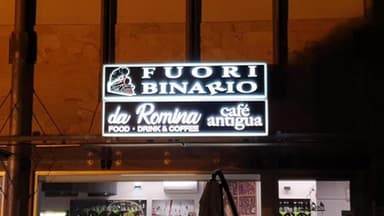 FUORI
BINARIO
da Romina
FOOD • DRINK & COFFEE
café
antigua